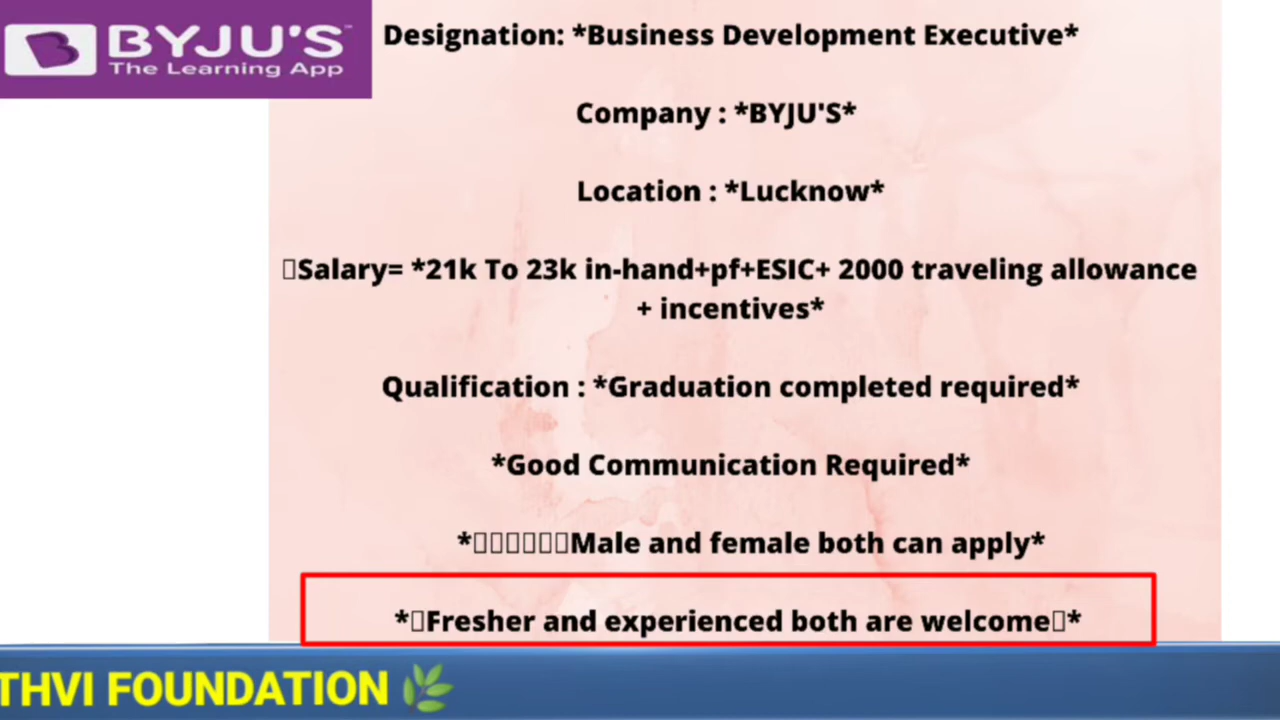 BYJU'S
The Learning App
Designation: *Business Development Executive*
Company : *BYJU'S*
Location : *Lucknow*
Salary= *21k To 23k in-hand+pf+ESIC+ 2000 traveling allowance
+ incentives*
Qualification : *Graduation completed required*
*Good Communication Required*
*Male and female both can apply*
*Fresher and experienced both are welcome*
THVI FOUNDATION